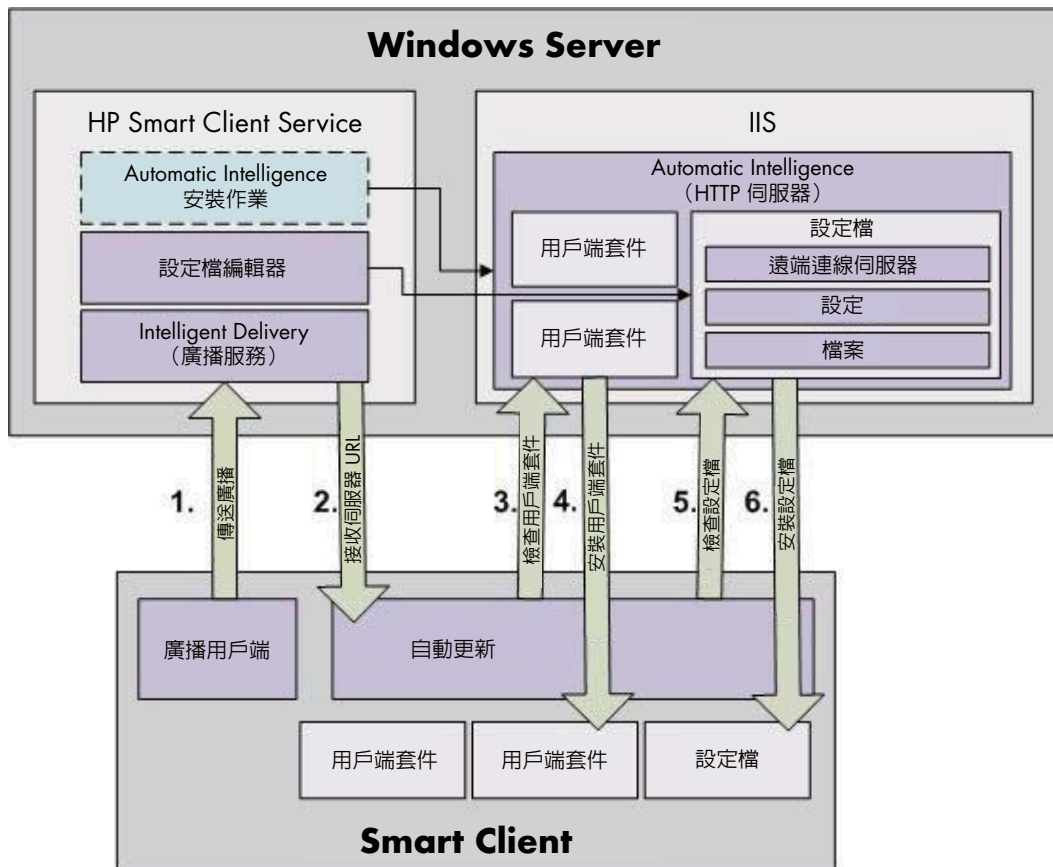 Windows Server
HP Smart Client Service
Automatic Intelligence
安裝作業
設定檔編輯器
Intelligent Delivery
（廣播服務）
IIS
Automatic Intelligence
（HTTP 伺服器）
用戶端套件
用戶端套件
設定檔
遠端連線伺服器
設定
檔案
1.
傳送廣播
2.
接收伺服器 URL
3.
檢查用戶端套件
4.
安裝用戶端套件
5.
檢查設定檔
6.
安裝設定檔
廣播用戶端
自動更新
用戶端套件
用戶端套件
設定檔
Smart Client